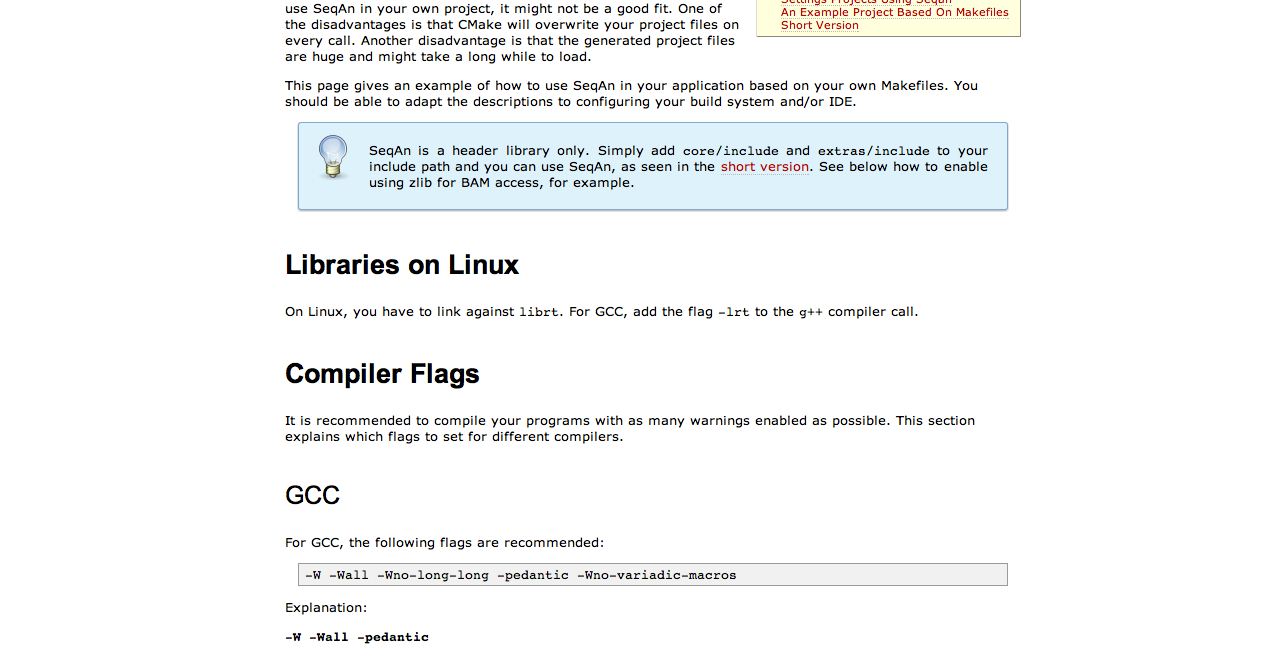 use SeqAn in your own project, it might not be a good fit. One of
the disadvantages is that CMake will overwrite your project files on
every call. Another disadvantage is that the generated project files
are huge and might take a long while to load.
Settings Projects Using SeqAn
An Example Project Based On Makefiles
Short Version
This page gives an example of how to use SeqAn in your application based on your own Makefiles. You
should be able to adapt the descriptions to configuring your build system and/or IDE.
SeqAn is a header library only. Simply add core/include and extras/include to your
include path and you can use SeqAn, as seen in the short version. See below how to enable
using zlib for BAM access, for example.
Libraries on Linux
On Linux, you have to link against librt. For GCC, add the flag -lrt to the g++ compiler call.
Compiler Flags
It is recommended to compile your programs with as many warnings enabled as possible. This section
explains which flags to set for different compilers.
GCC
For GCC, the following flags are recommended:
-W -Wall -Wno-long-long -pedantic -Wno-variadic-macros
Explanation:
-W -Wall -pedantic